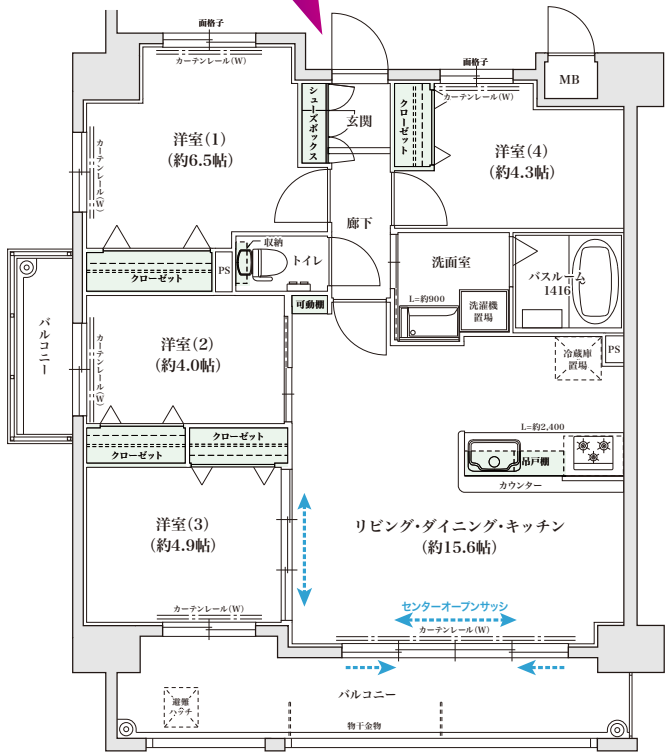 面格子
カーテンレール(W)
面格子
カーテンレール(W)
MB
洋室(1)
(約6.5帖)
シューズボックス
玄関
クローゼット
洋室(4)
(約4.3帖)
カーテンレール(W)
廊下
収納
トイレ
クローゼット
PS
洗面室
バスルーム
1416
L=約900
洗濯機
置場
可動棚
バルコニー
カーテンレール(W)
洋室(2)
(約4.0帖)
冷蔵庫
置場
PS
クローゼット
クローゼット
L=約2,400
吊戸棚
カウンター
洋室(3)
(約4.9帖)
リビング・ダイニング・キッチン
(約15.6帖)
カーテンレール(W)
センターオープンサッシ
カーテンレール(W)
バルコニー
避難
ハッチ
物干金物